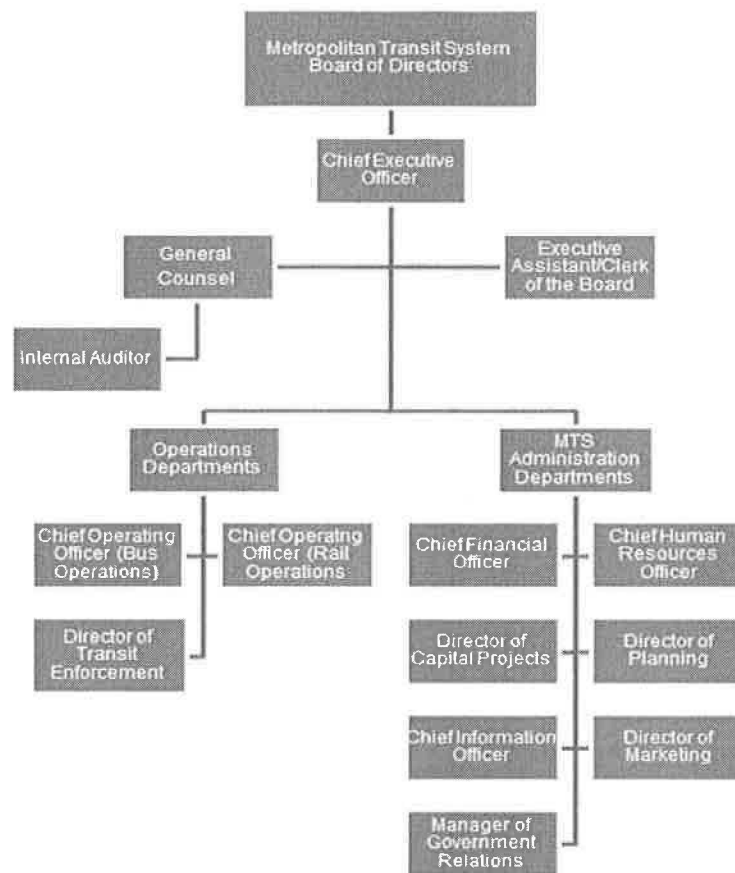 Metropolitan Transit System
Board of Directors
Chief Executive
Officer
General
Counsel
Executive
Assistant/Clerk
of the Board
Internal Auditor
Operations
Departments
MTS
Administration
Departments
Chief Operating
Officer (Bus
Operations)
Chief Operating
Officer (Rail
Operations
Chief Financial
Officer
Chief Human
Resources
Officer
Director of
Transit
Enforcement
Director of
Capital Projects
Director of
Planning
Chief Information
Officer
Director of
Marketing
Manager of
Government
Relations